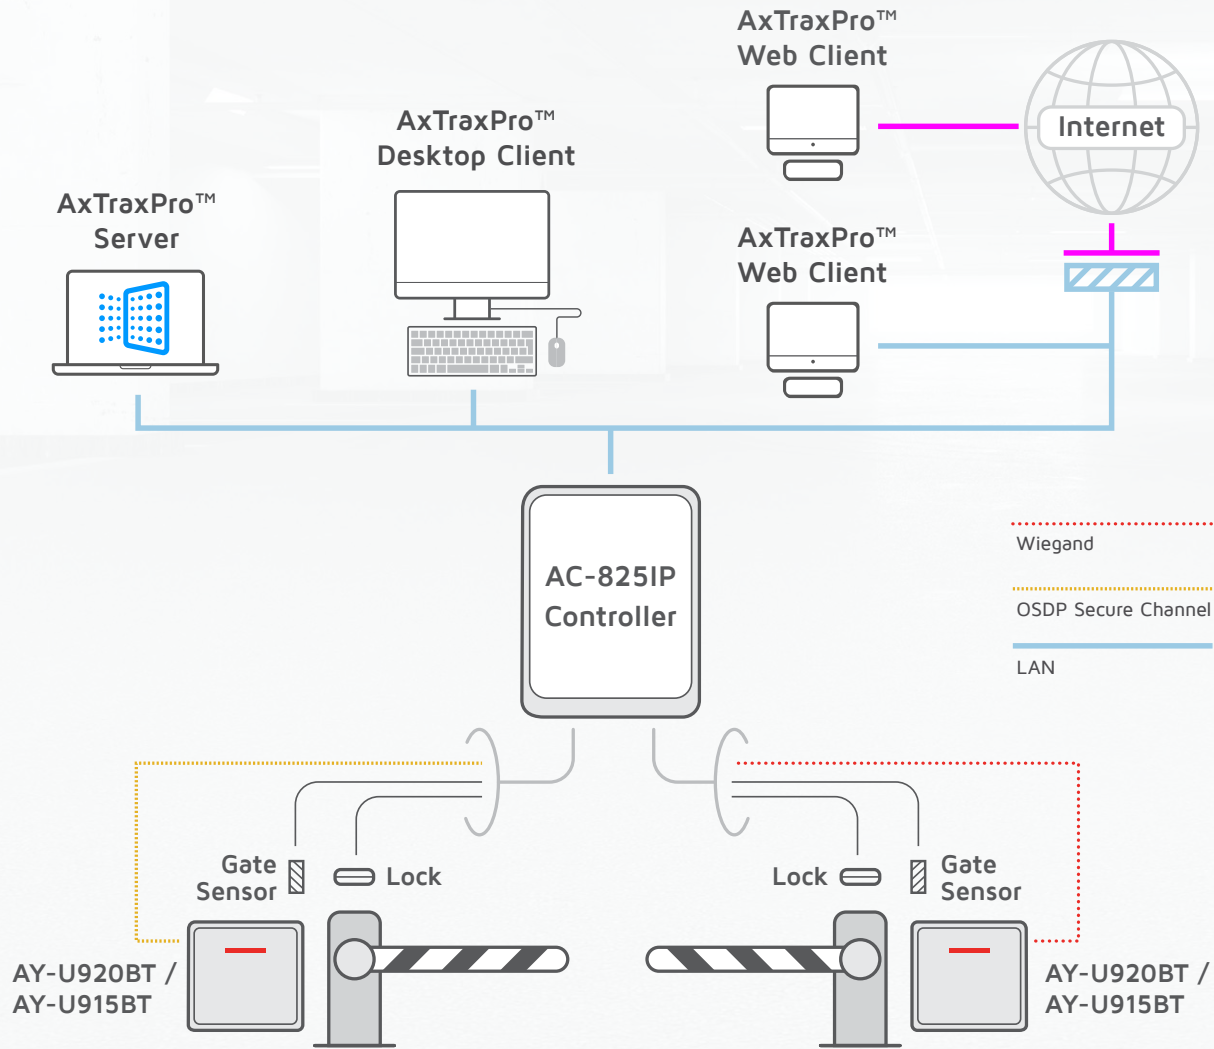 AxTraxPro™
Web Client
Internet
AxTraxPro™
Desktop Client
AxTraxPro™
Server
AxTraxPro™
Web Client
AC-825IP
Controller
Wiegand
OSDP Secure Channel
LAN
Gate
Sensor
Lock
Lock
Gate
Sensor
AY-U920BT /
AY-U915BT
AY-U920BT /
AY-U915BT